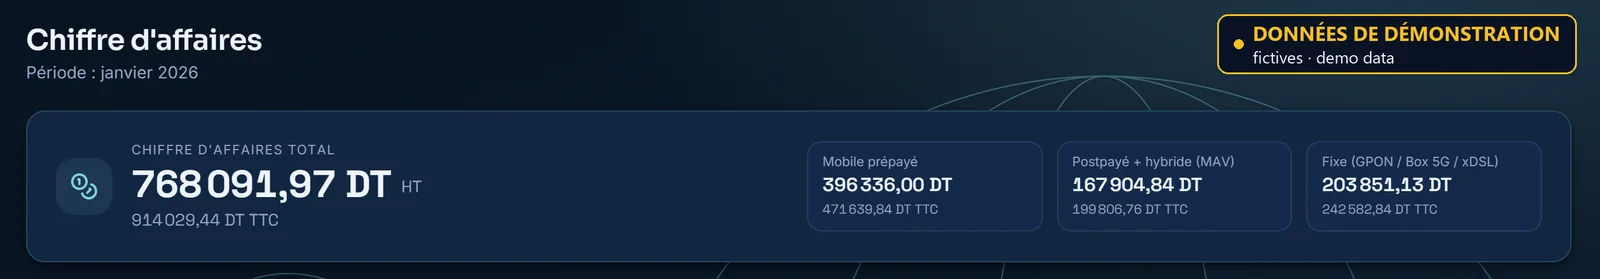 Chiffre d'affaires
Période : janvier 2026
DONNÉES DE DÉMONSTRATION
fictives · demo data
CHIFFRE D'AFFAIRES TOTAL
768 091,97 DT HT
914 029,44 DT TTC
Mobile prépayé
396 336,00 DT
471 639,84 DT TTC
Postpayé + hybride (MAV)
167 904,84 DT
199 806,76 DT TTC
Fixe (GPON / Box 5G / xDSL)
203 851,13 DT
242 582,84 DT TTC